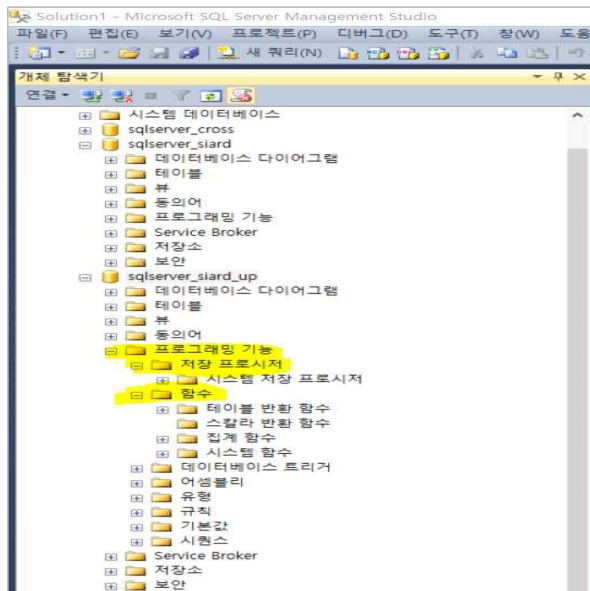 Solution1 - Microsoft SQL Server Management Studio
파일(F) 편집(E) 보기(V) 프로젝트(P) 디버그(D) 도구(T) 창(W) 도움
새 쿼리(N)
개체 탐색기
연결
시스템 데이터베이스
sqlserver_cross
sqlserver_siard
데이터베이스 다이어그램
테이블
뷰
동의어
프로그래밍 기능
Service Broker
저장소
보안
sqlserver_siard_up
데이터베이스 다이어그램
테이블
뷰
동의어
프로그래밍 기능
저장 프로시저
시스템 저장 프로시저
함수
테이블 반환 함수
스칼라 반환 함수
집계 함수
시스템 함수
데이터베이스 트리거
어셈블리
유형
규칙
기본값
시퀀스
Service Broker
저장소
보안